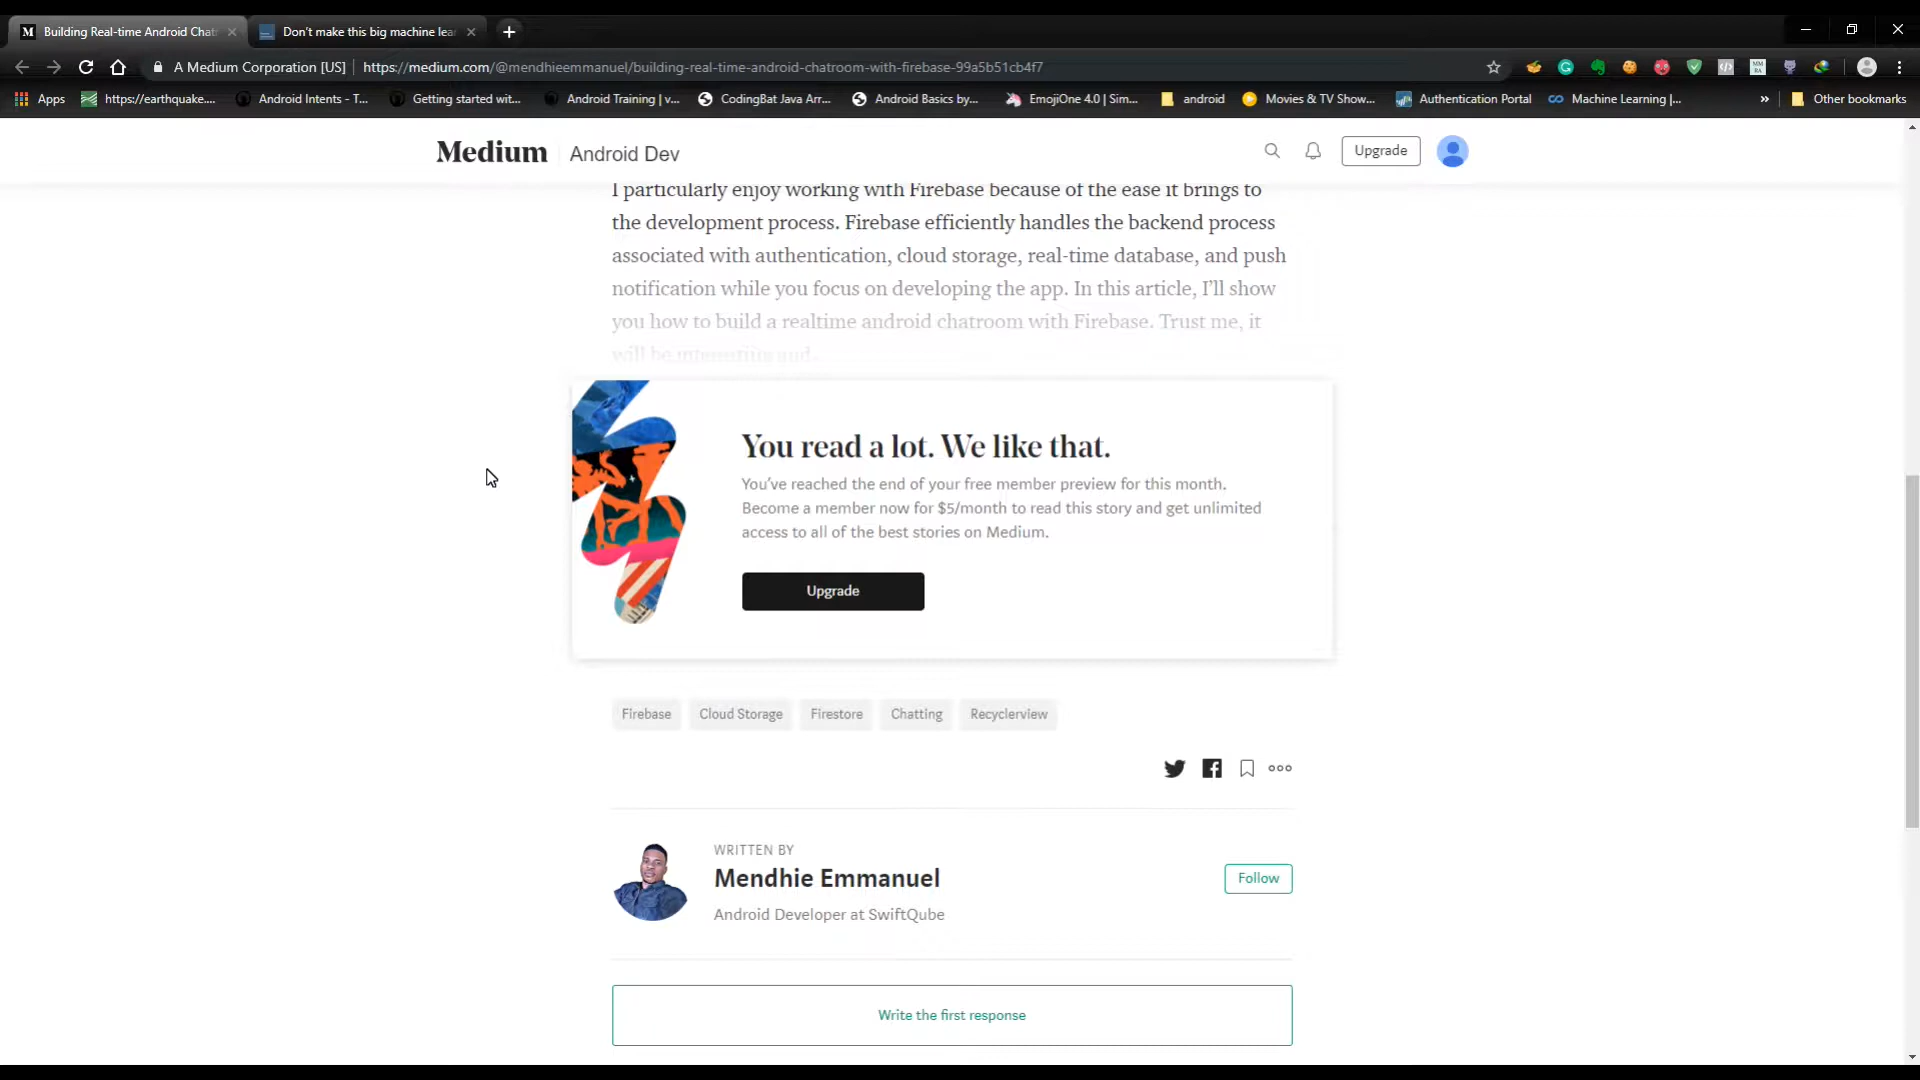 Building Real-time Android Chat
Don't make this big machine lea
A Medium Corporation [US]
https://medium.com/@mendhieemmanuel/building-real-time-android-chatroom-with-firebase-99a5b51cb4f7
Apps
https://earthquake....
Android Intents - T...
Getting started wit...
Android Training | v...
CodingBat Java Arr...
Android Basics by...
EmojiOne 4.0 | Sim...
android
Movies & TV Show...
Authentication Portal
Machine Learning |...
»
Other bookmarks
Medium
Android Dev
Upgrade
I particularly enjoy working with Firebase because of the ease it brings to
the development process. Firebase efficiently handles the backend process
associated with authentication, cloud storage, real-time database, and push
notification while you focus on developing the app. In this article, I'll show
you how to build a realtime android chatroom with Firebase. Trust me, it
will be interesting and.
You read a lot. We like that.
You've reached the end of your free member preview for this month.
Become a member now for $5/month to read this story and get unlimited
access to all of the best stories on Medium.
Upgrade
Firebase
Cloud Storage
Firestore
Chatting
Recyclerview
WRITTEN BY
Mendhie Emmanuel
Android Developer at SwiftQube
Follow
Write the first response